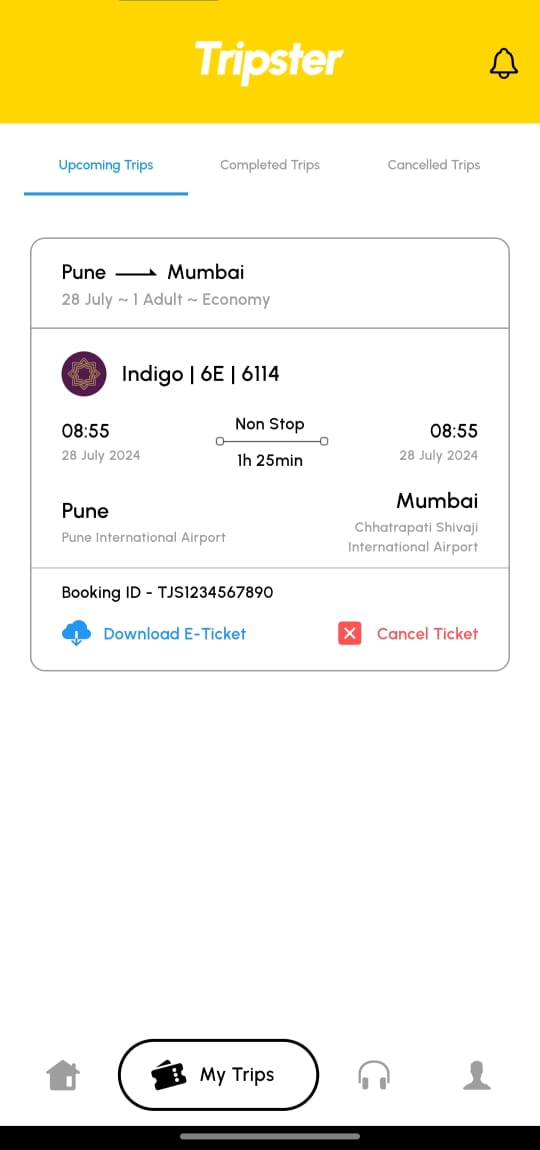 Tripster
Upcoming Trips
Completed Trips
Cancelled Trips
Pune
Mumbai
28 July ~ 1 Adult ~ Economy
Indigo | 6E | 6114
08:55
Non Stop
08:55
28 July 2024
1h 25min
28 July 2024
Pune
Mumbai
Pune International Airport
Chhatrapati Shivaji
International Airport
Booking ID - TJS1234567890
Download E-Ticket
Cancel Ticket
My Trips